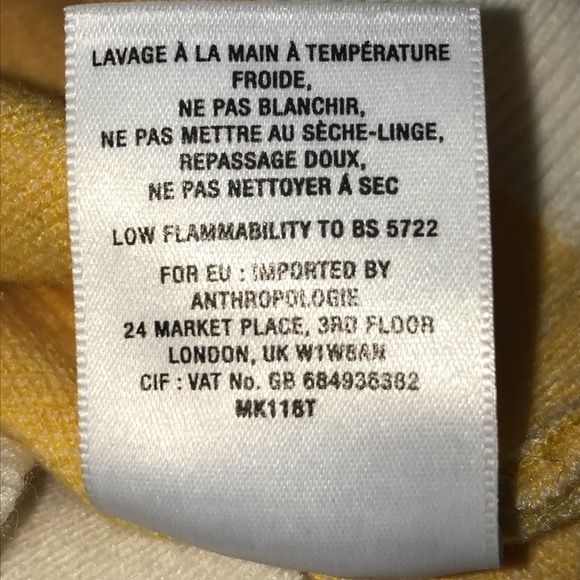 LAVAGE À LA MAIN À TEMPÉRATURE
FROIDE,
NE PAS BLANCHIR,
NE PAS METTRE AU SÈCHE-LINGE,
REPASSAGE DOUX,
NE PAS NETTOYER Á SEC
LOW FLAMMABILITY TO BS 5722
FOR EU : IMPORTED BY
ANTHROPOLOGIE
24 MARKET PLACE, 3RD FLOOR
LONDON, UK W1W8AN
CIF : VAT No. GB 684936382
MK118T